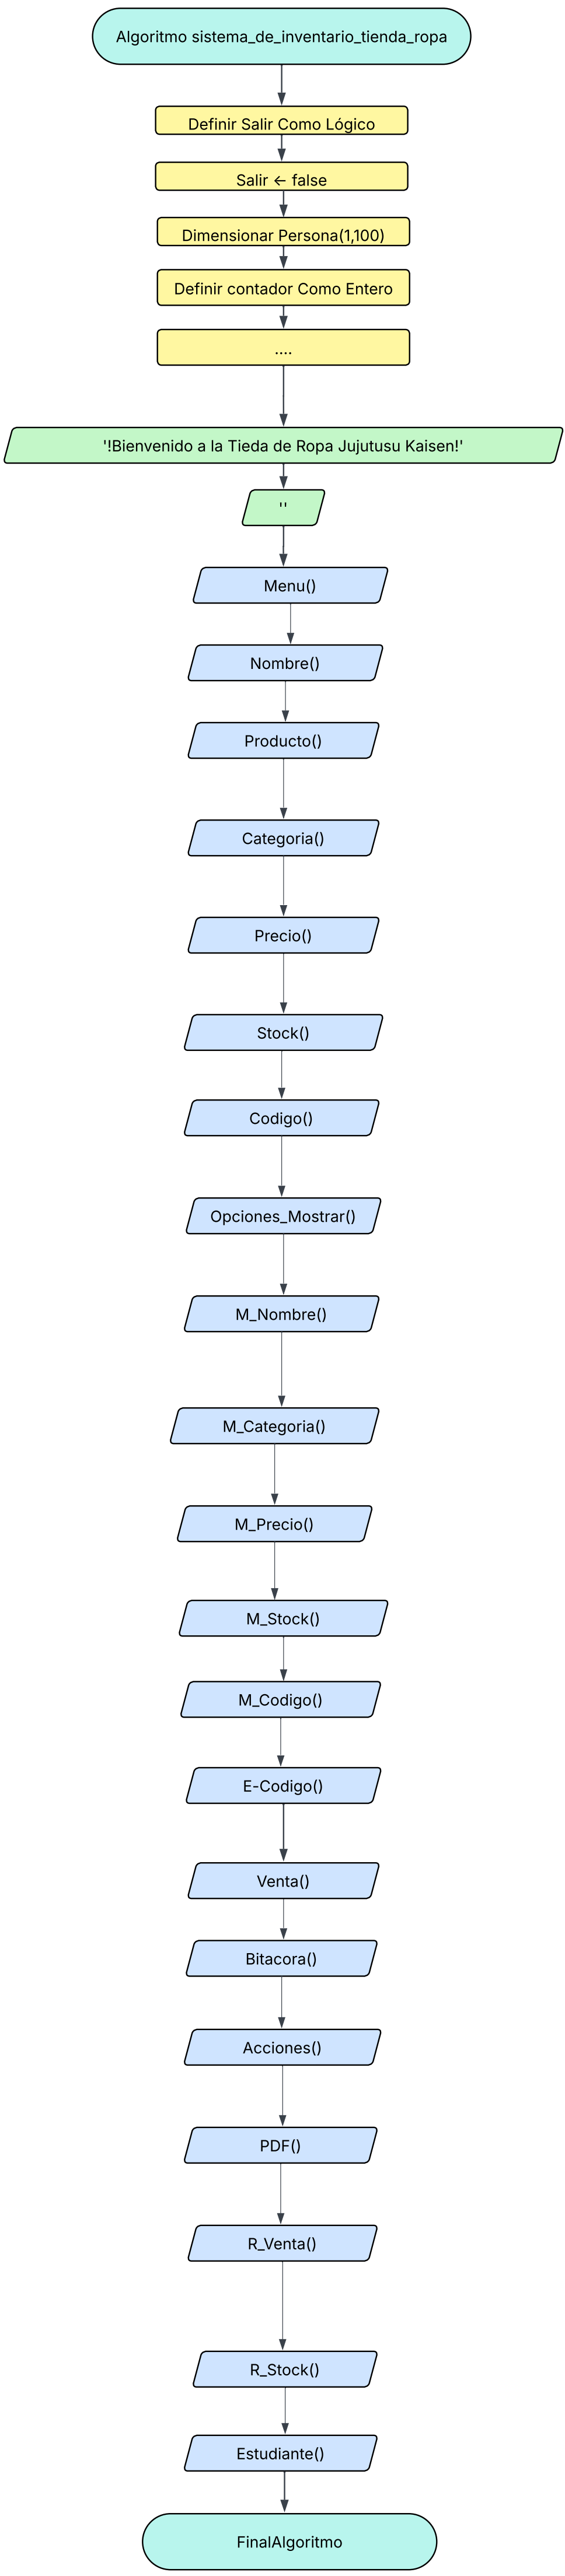 Algoritmo sistema_de_inventario_tienda_ropa
Definir Salir Como Lógico
Salir ← false
Dimensionar Persona(1,100)
Definir contador Como Entero
....
'!Bienvenido a la Tieda de Ropa Jujutusu Kaisen!'
''
Menu()
Nombre()
Producto()
Categoria()
Precio()
Stock()
Codigo()
Opciones_Mostrar()
M_Nombre()
M_Categoria()
M_Precio()
M_Stock()
M_Codigo()
E-Codigo()
Venta()
Bitacora()
Acciones()
PDF()
R_Venta()
R_Stock()
Estudiante()
FinalAlgoritmo